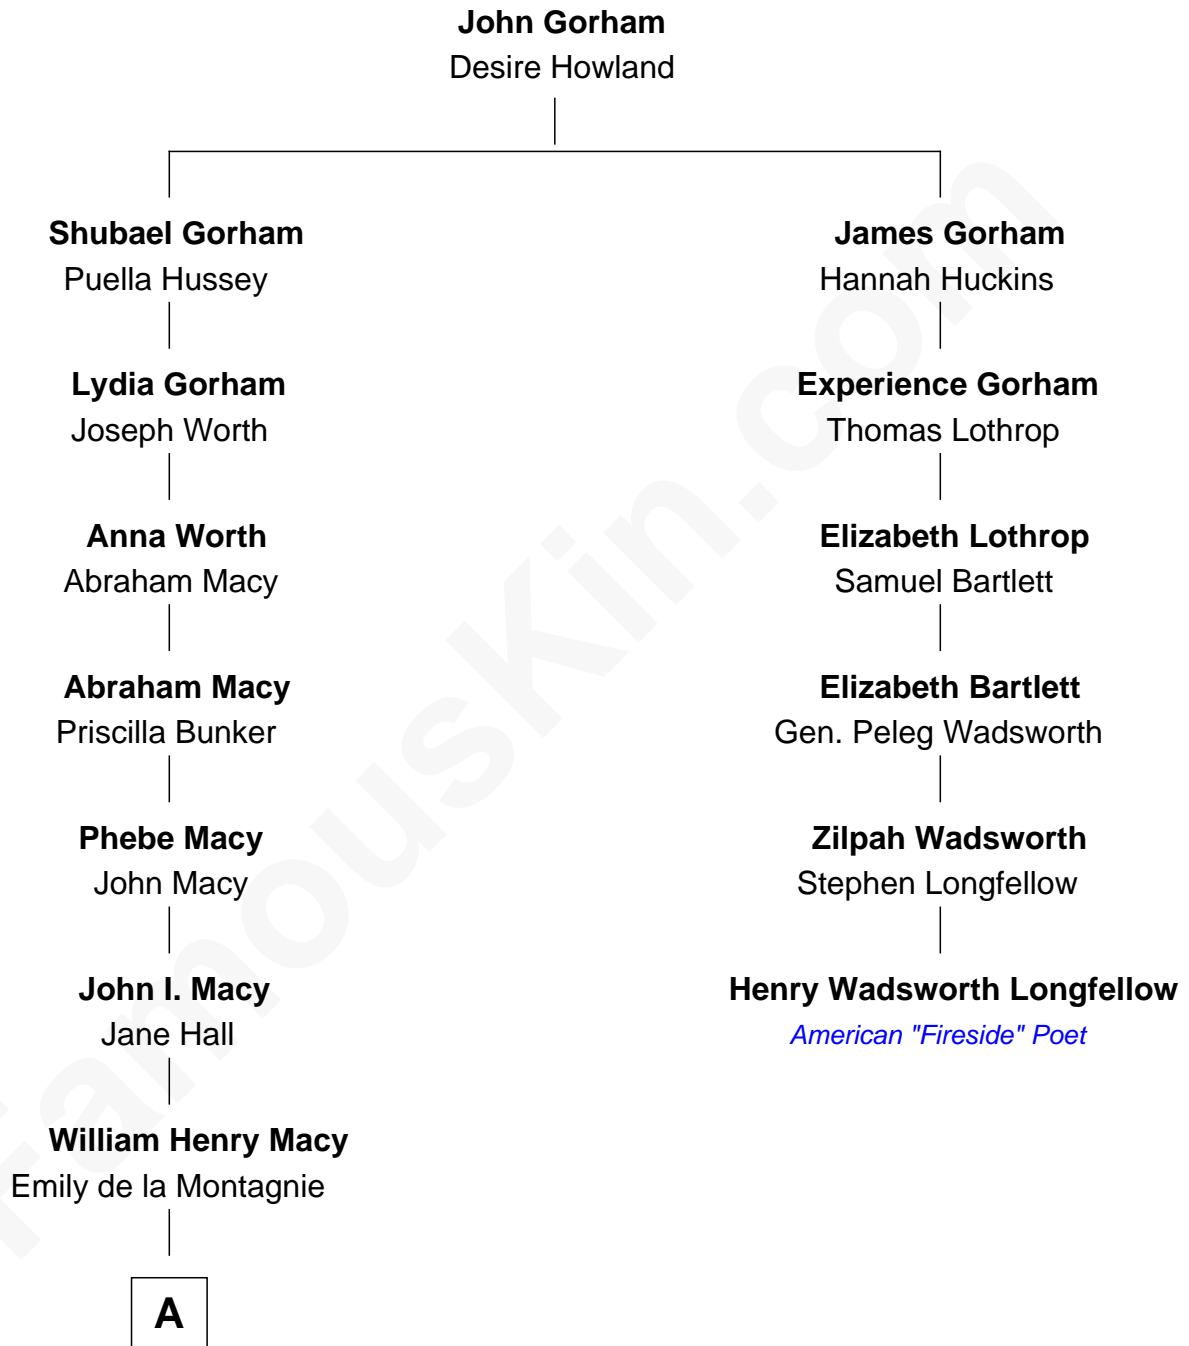 John Gorham
Desire Howland
Shubael Gorham
Puella Hussey
James Gorham
Hannah Huckins
Lydia Gorham
Joseph Worth
Experience Gorham
Thomas Lothrop
Anna Worth
Abraham Macy
Elizabeth Lothrop
Samuel Bartlett
Abraham Macy
Priscilla Bunker
Elizabeth Bartlett
Gen. Peleg Wadsworth
Phebe Macy
John Macy
Zilpah Wadsworth
Stephen Longfellow
John I. Macy
Jane Hall
Henry Wadsworth Longfellow
American "Fireside" Poet
William Henry Macy
Emily de la Montagnie
A
FamousKin.com